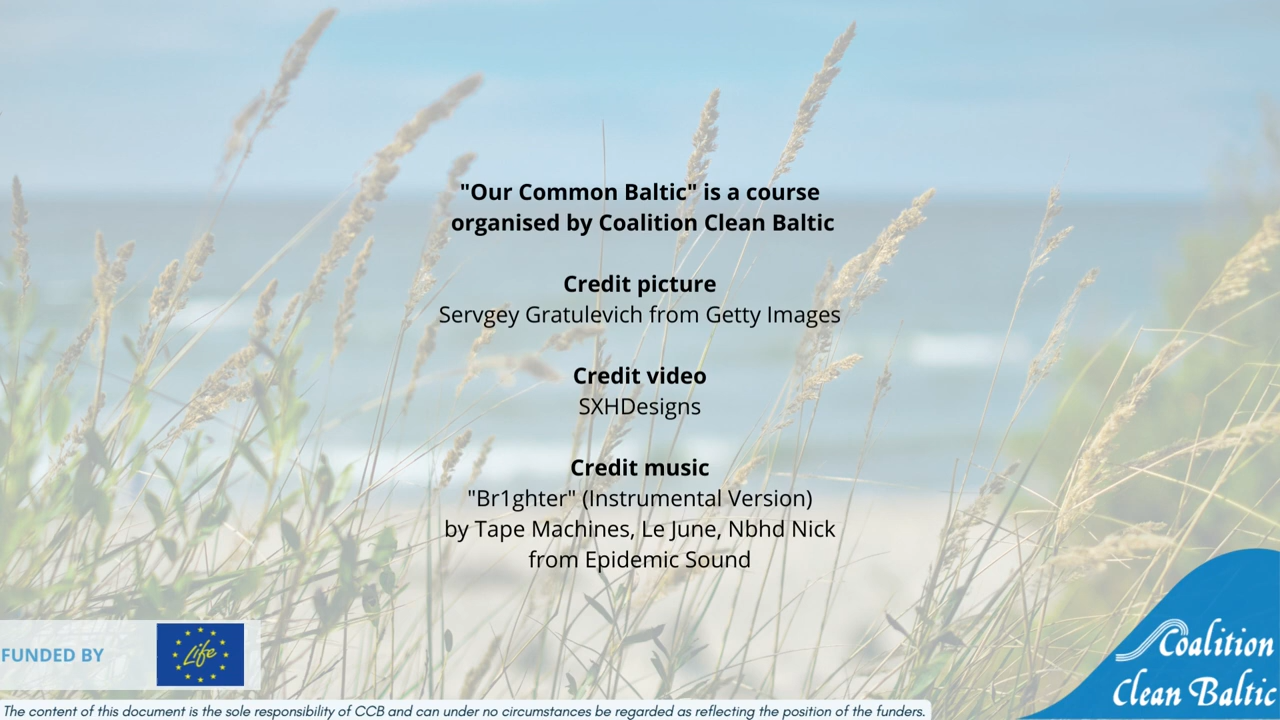 "Our Common Baltic" is a course
organised by Coalition Clean Baltic
Credit picture
Servgey Gratulevich from Getty Images
Credit video
SXHDesigns
Credit music
"Br1ghter" (Instrumental Version)
by Tape Machines, Le June, Nbhd Nick
from Epidemic Sound
FUNDED BY
Life
Coalition
Clean Baltic
The content of this document is the sole responsibility of CCB and can under no circumstances be regarded as reflecting the position of the funders.